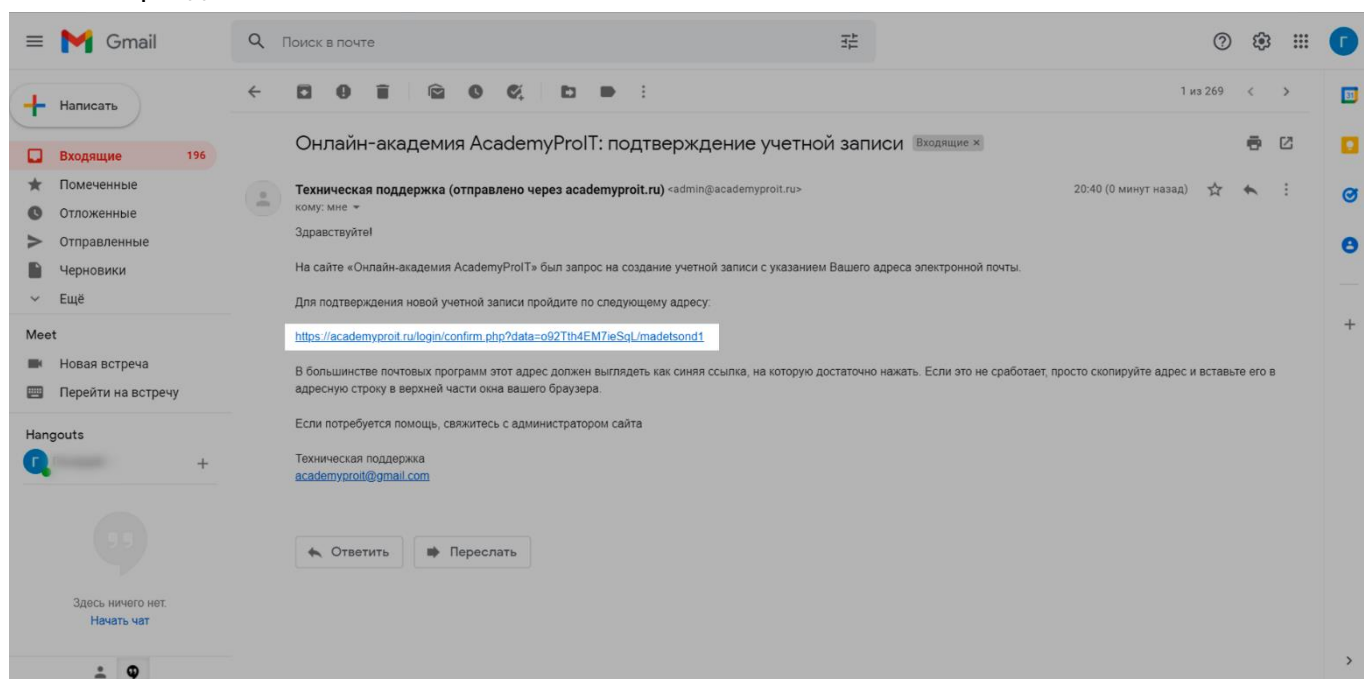 Gmail
Поиск в почте
Г
Написать
1 из 269
31
Входящие 196
Помеченные
Отложенные
Отправленные
Черновики
Ещё
Meet
Новая встреча
Перейти на встречу
Hangouts
Г
Здесь ничего нет.
Начать чат
Онлайн-академия AcademyProIT: подтверждение учетной записи Входящие ×
Техническая поддержка (отправлено через academyproit.ru) <admin@academyproit.ru> 20:40 (0 минут назад)
кому: мне
Здравствуйте!
На сайте «Онлайн-академия AcademyProIT» был запрос на создание учетной записи с указанием Вашего адреса электронной почты.
Для подтверждения новой учетной записи пройдите по следующему адресу:
https://academyproit.ru/login/confirm.php?data=o92Tth4EM7ieSqL/madetsond1
В большинстве почтовых программ этот адрес должен выглядеть как синяя ссылка, на которую достаточно нажать. Если это не сработает, просто скопируйте адрес и вставьте его в
адресную строку в верхней части окна вашего браузера.
Если потребуется помощь, свяжитесь с администратором сайта
Техническая поддержка
academyproit@gmail.com
Ответить
Переслать